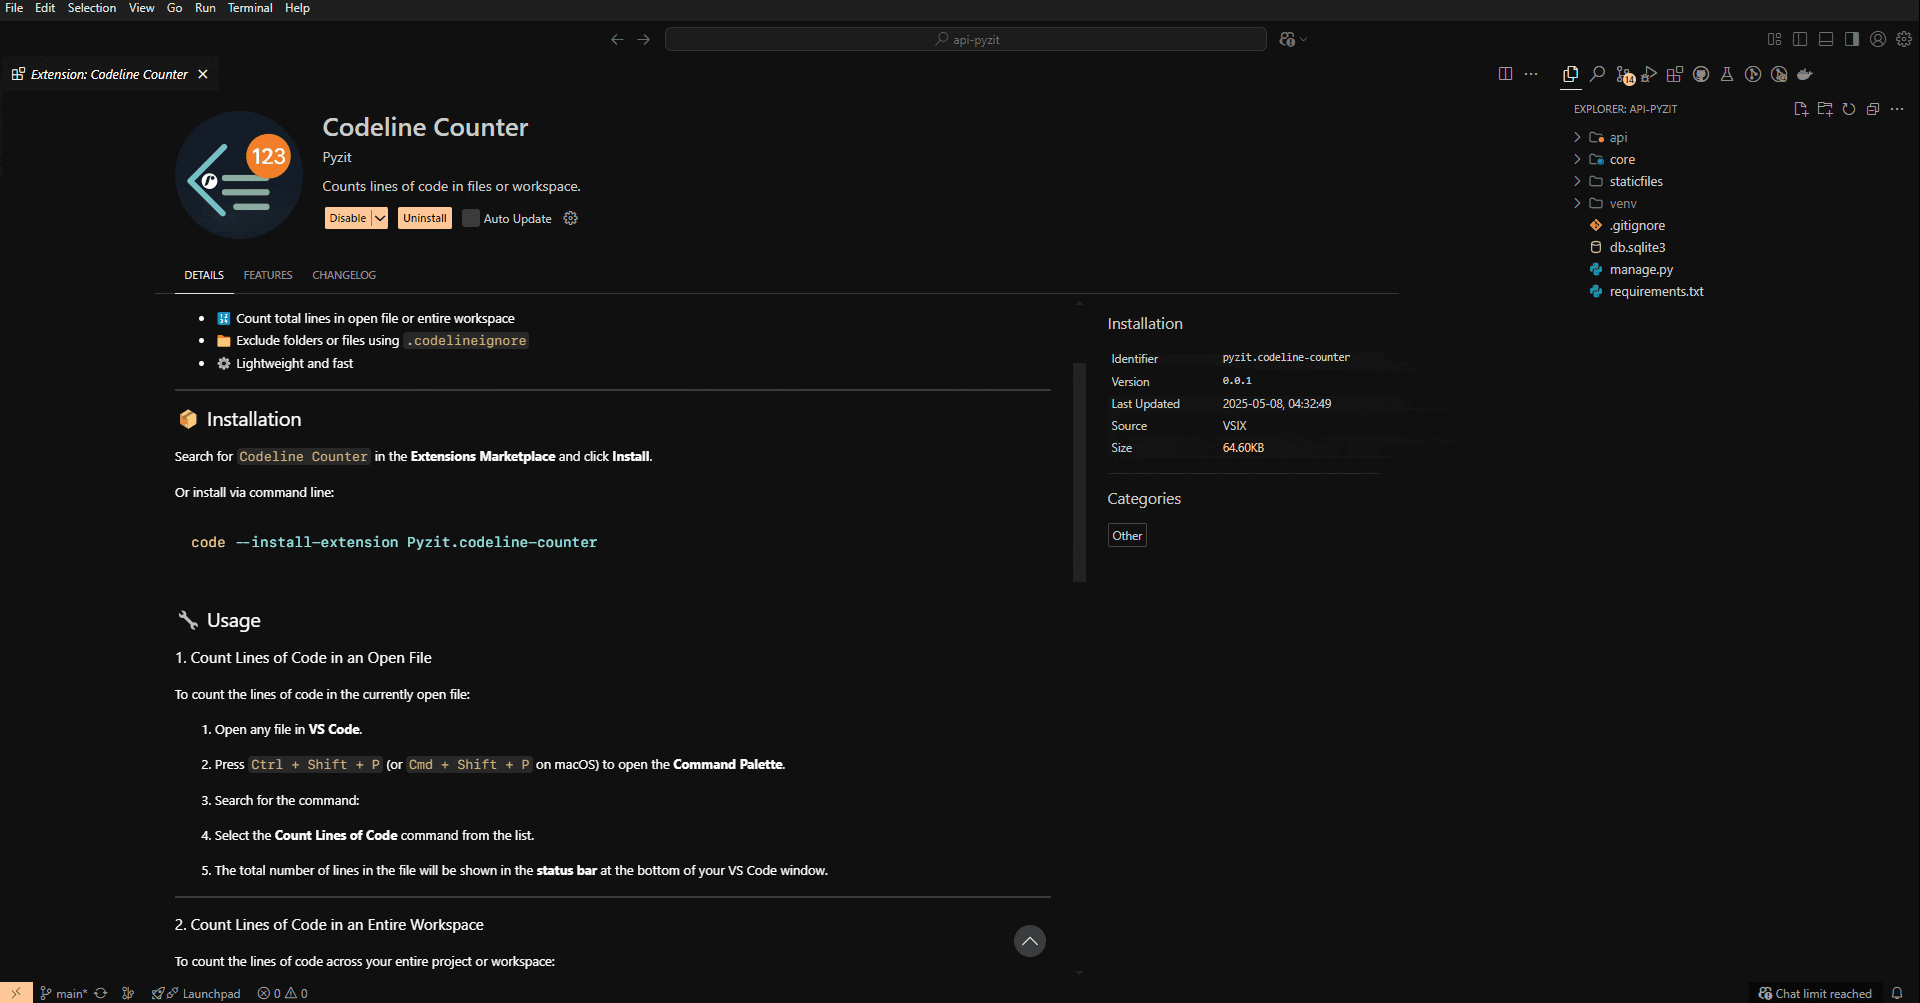 File Edit Selection View Go Run Terminal Help
api-pyzit
Extension: Codeline Counter
14
EXPLORER: API-PYZIT
api
core
staticfiles
venv
.gitignore
db.sqlite3
manage.py
requirements.txt
123
Codeline Counter
Pyzit
Counts lines of code in files or workspace.
Disable Uninstall Auto Update
DETAILS FEATURES CHANGELOG
Count total lines in open file or entire workspace
Exclude folders or files using .codelineignore
Lightweight and fast
Installation
Search for Codeline Counter in the Extensions Marketplace and click Install.
Or install via command line:
code --install-extension Pyzit.codeline-counter
Usage
1. Count Lines of Code in an Open File
To count the lines of code in the currently open file:
1. Open any file in VS Code.
2. Press Ctrl + Shift + P (or Cmd + Shift + P on macOS) to open the Command Palette.
3. Search for the command:
4. Select the Count Lines of Code command from the list.
5. The total number of lines in the file will be shown in the status bar at the bottom of your VS Code window.
2. Count Lines of Code in an Entire Workspace
To count the lines of code across your entire project or workspace:
Installation
Identifier pyzit.codeline-counter
Version 0.0.1
Last Updated 2025-05-08, 04:32:49
Source VSIX
Size 64.60KB
Categories
Other
main* Launchpad 0 0 Chat limit reached